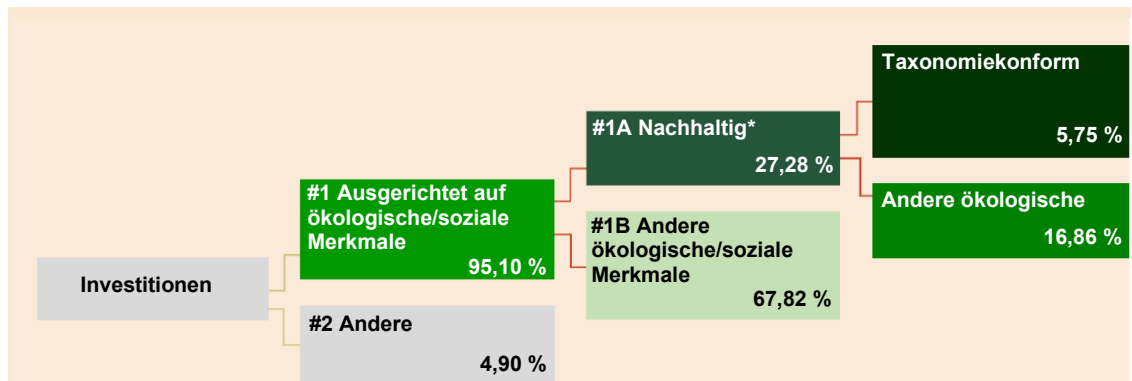 Investitionen
#1 Ausgerichtet auf
ökologische/soziale
Merkmale
95,10 %
#2 Andere
4,90 %
#1A Nachhaltig*
27,28 %
#1B Andere
ökologische/soziale
Merkmale
67,82 %
Taxonomiekonform
5,75 %
Andere ökologische
16,86 %